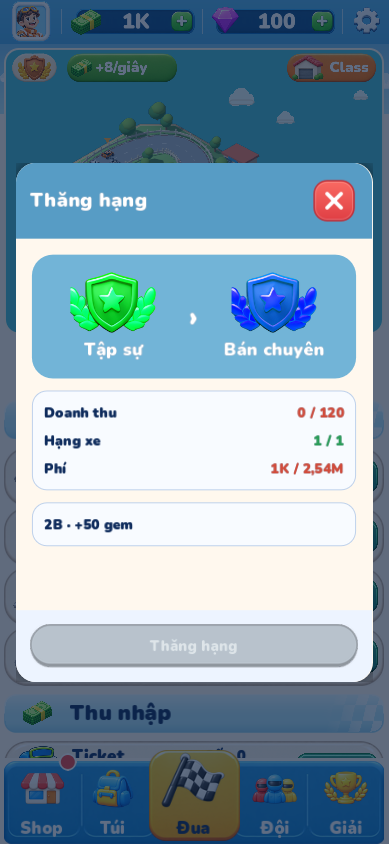 1K
100
+8/giây
Class
Thăng hạng
Tập sự
Bán chuyên
Doanh thu 0 / 120
Hạng xe 1 / 1
Phí 1K / 2,54M
2B · +50 gem
Thăng hạng
Thu nhập
Ticket
Shop
Túi
Đua
Đội
Giải